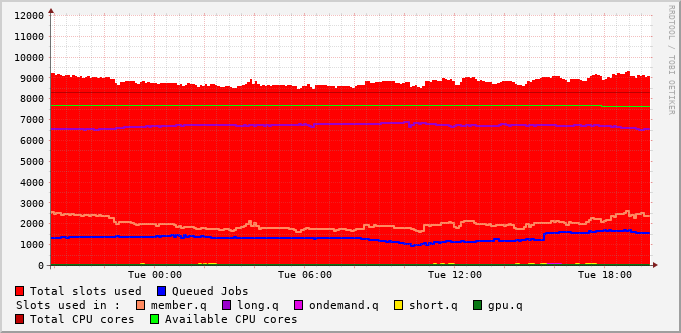 12000
11000
10000
9000
8000
7000
6000
5000
4000
3000
2000
1000
0
Tue 00:00 Tue 06:00 Tue 12:00 Tue 18:00
Total slots used Queued Jobs
Slots used in : member.q long.q ondemand.q short.q gpu.q
Total CPU cores Available CPU cores
RRDTOOL / TOBI OETIKER